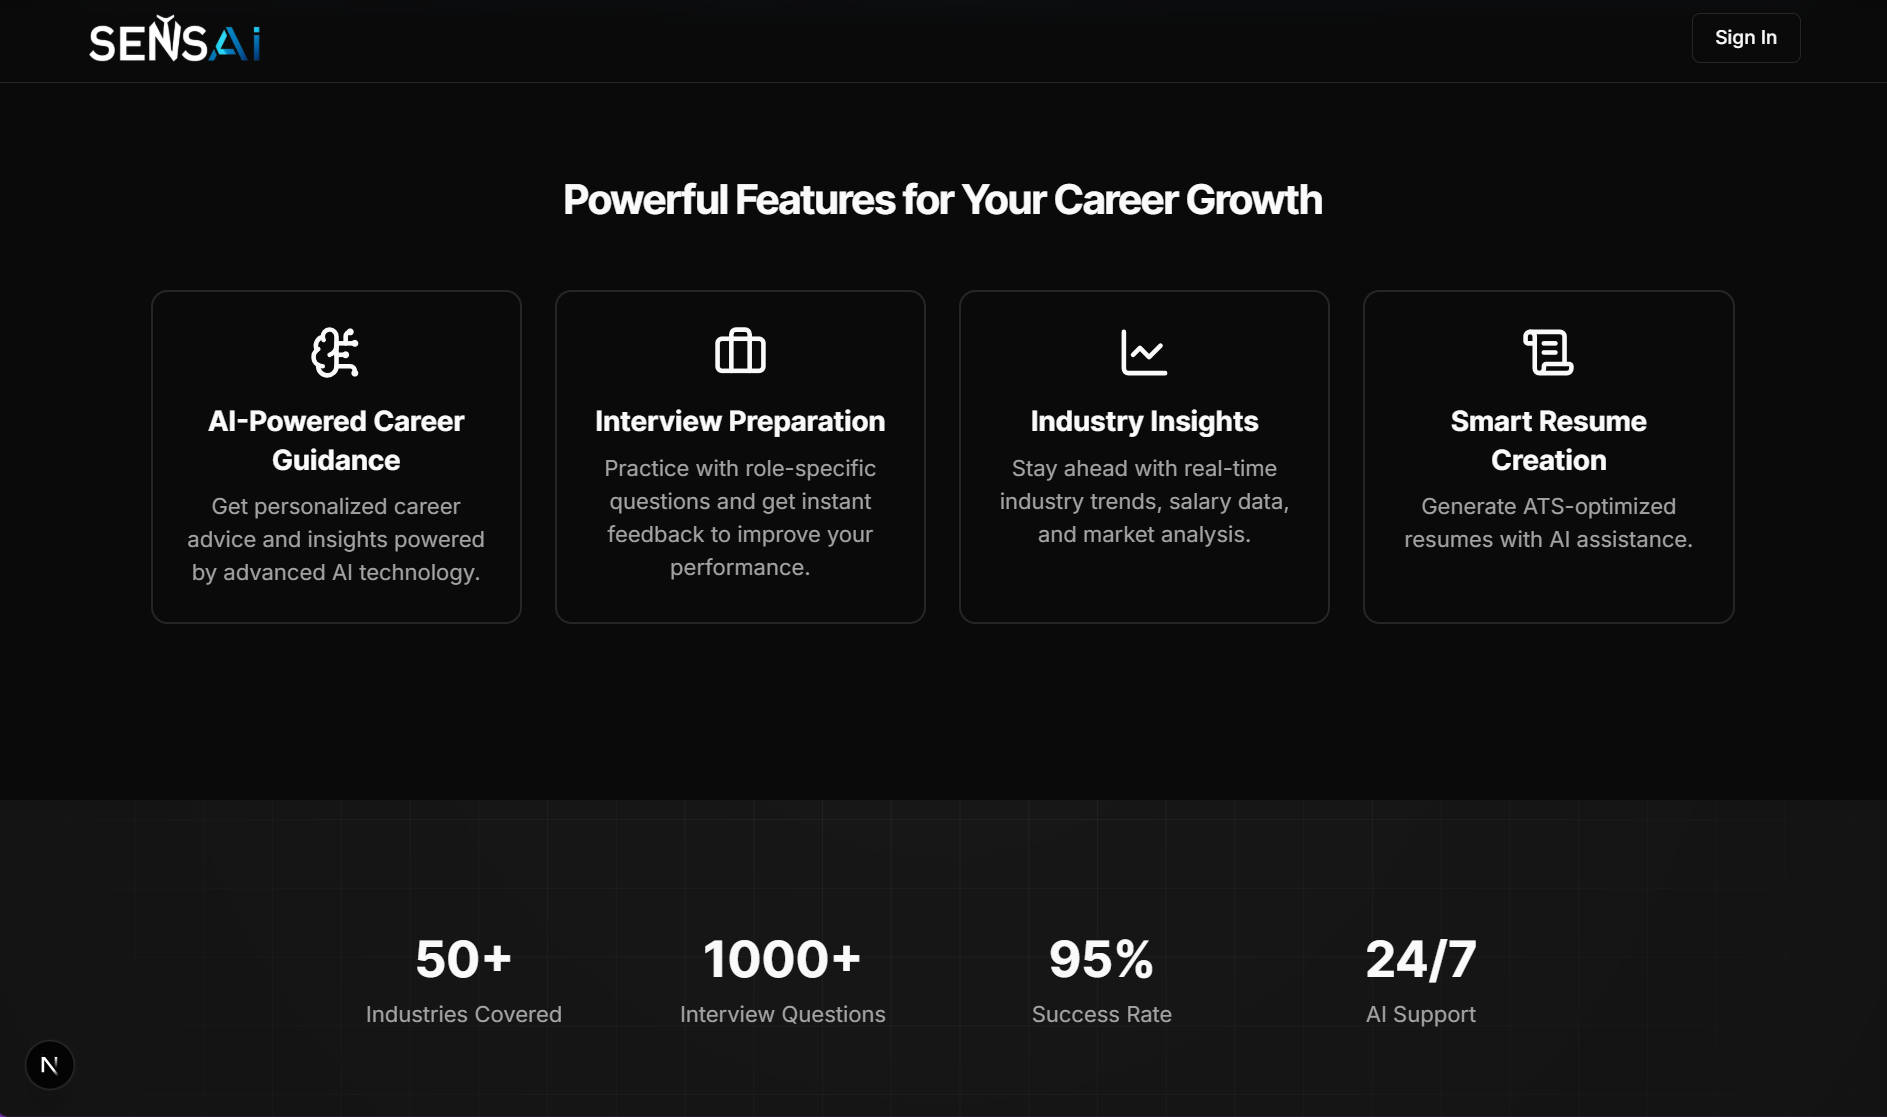 SENSAi
Sign In
Powerful Features for Your Career Growth
AI-Powered Career
Guidance
Get personalized career
advice and insights powered
by advanced AI technology.
Interview Preparation
Practice with role-specific
questions and get instant
feedback to improve your
performance.
Industry Insights
Stay ahead with real-time
industry trends, salary data,
and market analysis.
Smart Resume
Creation
Generate ATS-optimized
resumes with AI assistance.
50+
Industries Covered
1000+
Interview Questions
95%
Success Rate
24/7
AI Support
N